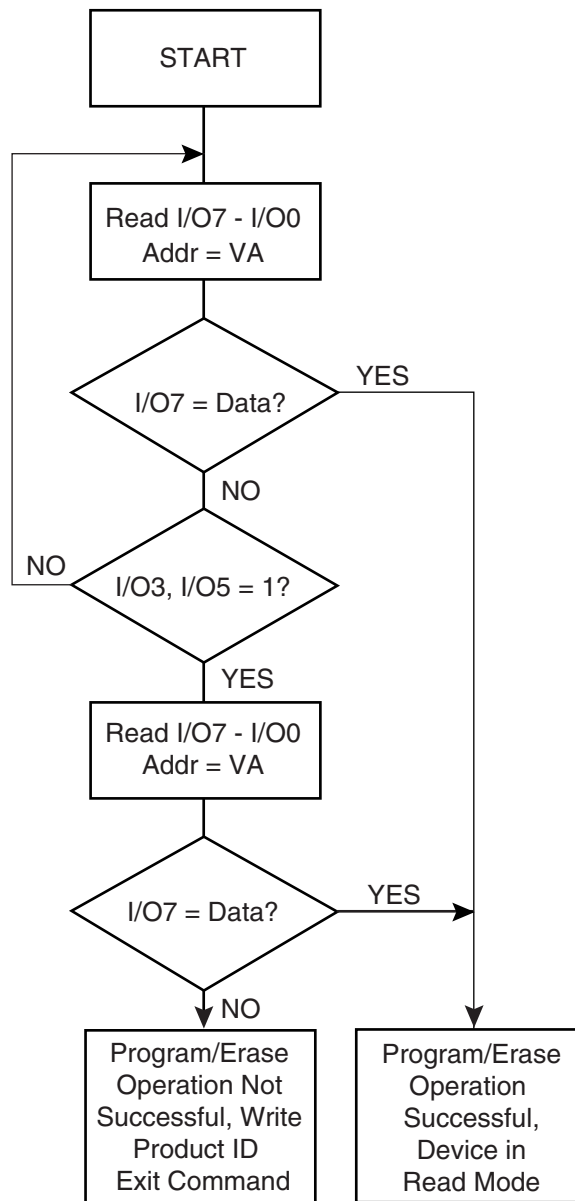 START
Read I/O7 - I/O0
Addr = VA
I/O7 = Data?
YES
NO
NO
I/O3, I/O5 = 1?
YES
Read I/O7 - I/O0
Addr = VA
I/O7 = Data?
YES
NO
Program/Erase
Operation Not
Successful, Write
Product ID
Exit Command
Program/Erase
Operation
Successful,
Device in
Read Mode